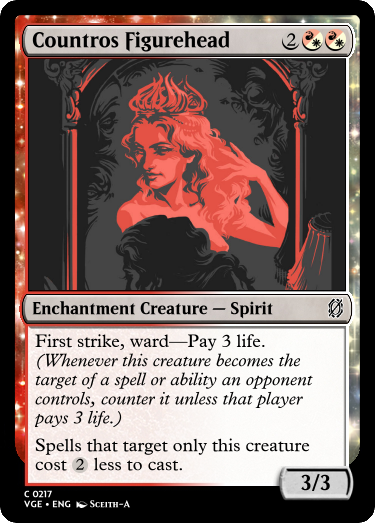 Countros Figurehead 2
Enchantment Creature — Spirit
First strike, ward—Pay 3 life.
(Whenever this creature becomes the
target of a spell or ability an opponent
controls, counter it unless that player
pays 3 life.)
Spells that target only this creature
cost 2 less to cast.
3/3
C 0217
VGE • ENG Sceith-A